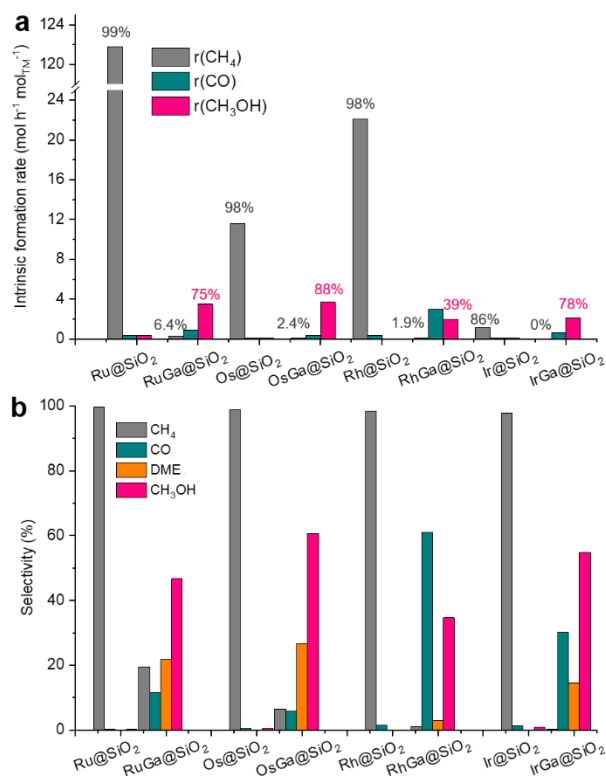 a
Intrinsic formation rate (mol h⁻¹ mol_TM⁻¹)
124
120
24
20
16
12
8
4
0
r(CH₄)
r(CO)
r(CH₃OH)
99%
6.4%
75%
98%
2.4%
88%
98%
1.9%
39%
86%
0%
78%
Ru@SiO₂
RuGa@SiO₂
Os@SiO₂
OsGa@SiO₂
Rh@SiO₂
RhGa@SiO₂
Ir@SiO₂
IrGa@SiO₂
b
Selectivity (%)
100
80
60
40
20
0
CH₄
CO
DME
CH₃OH
Ru@SiO₂
RuGa@SiO₂
Os@SiO₂
OsGa@SiO₂
Rh@SiO₂
RhGa@SiO₂
Ir@SiO₂
IrGa@SiO₂